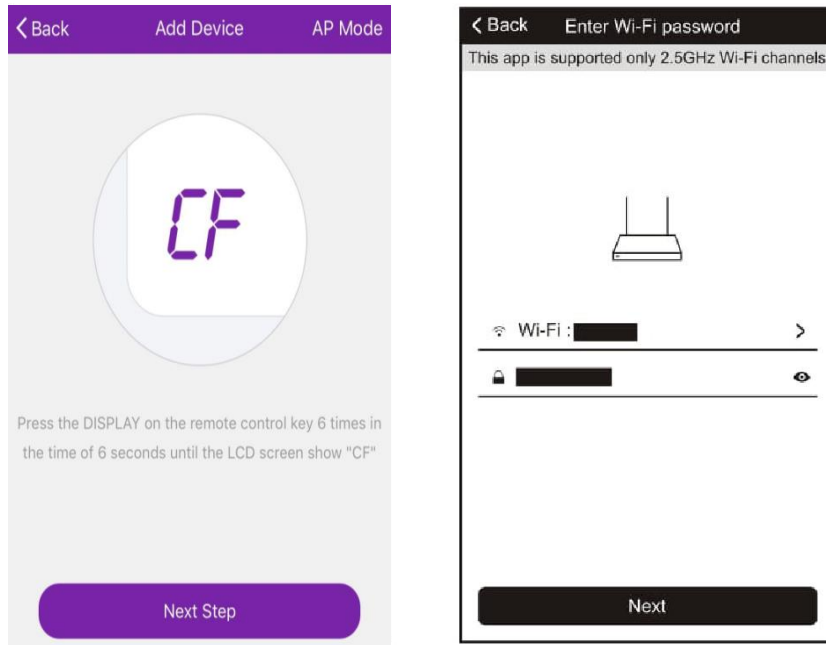 Back Add Device AP Mode
CF
Press the DISPLAY on the remote control key 6 times in
the time of 6 seconds until the LCD screen show "CF"
Next Step
Back Enter Wi-Fi password
This app is supported only 2.5GHz Wi-Fi channels
Wi-Fi :
Next